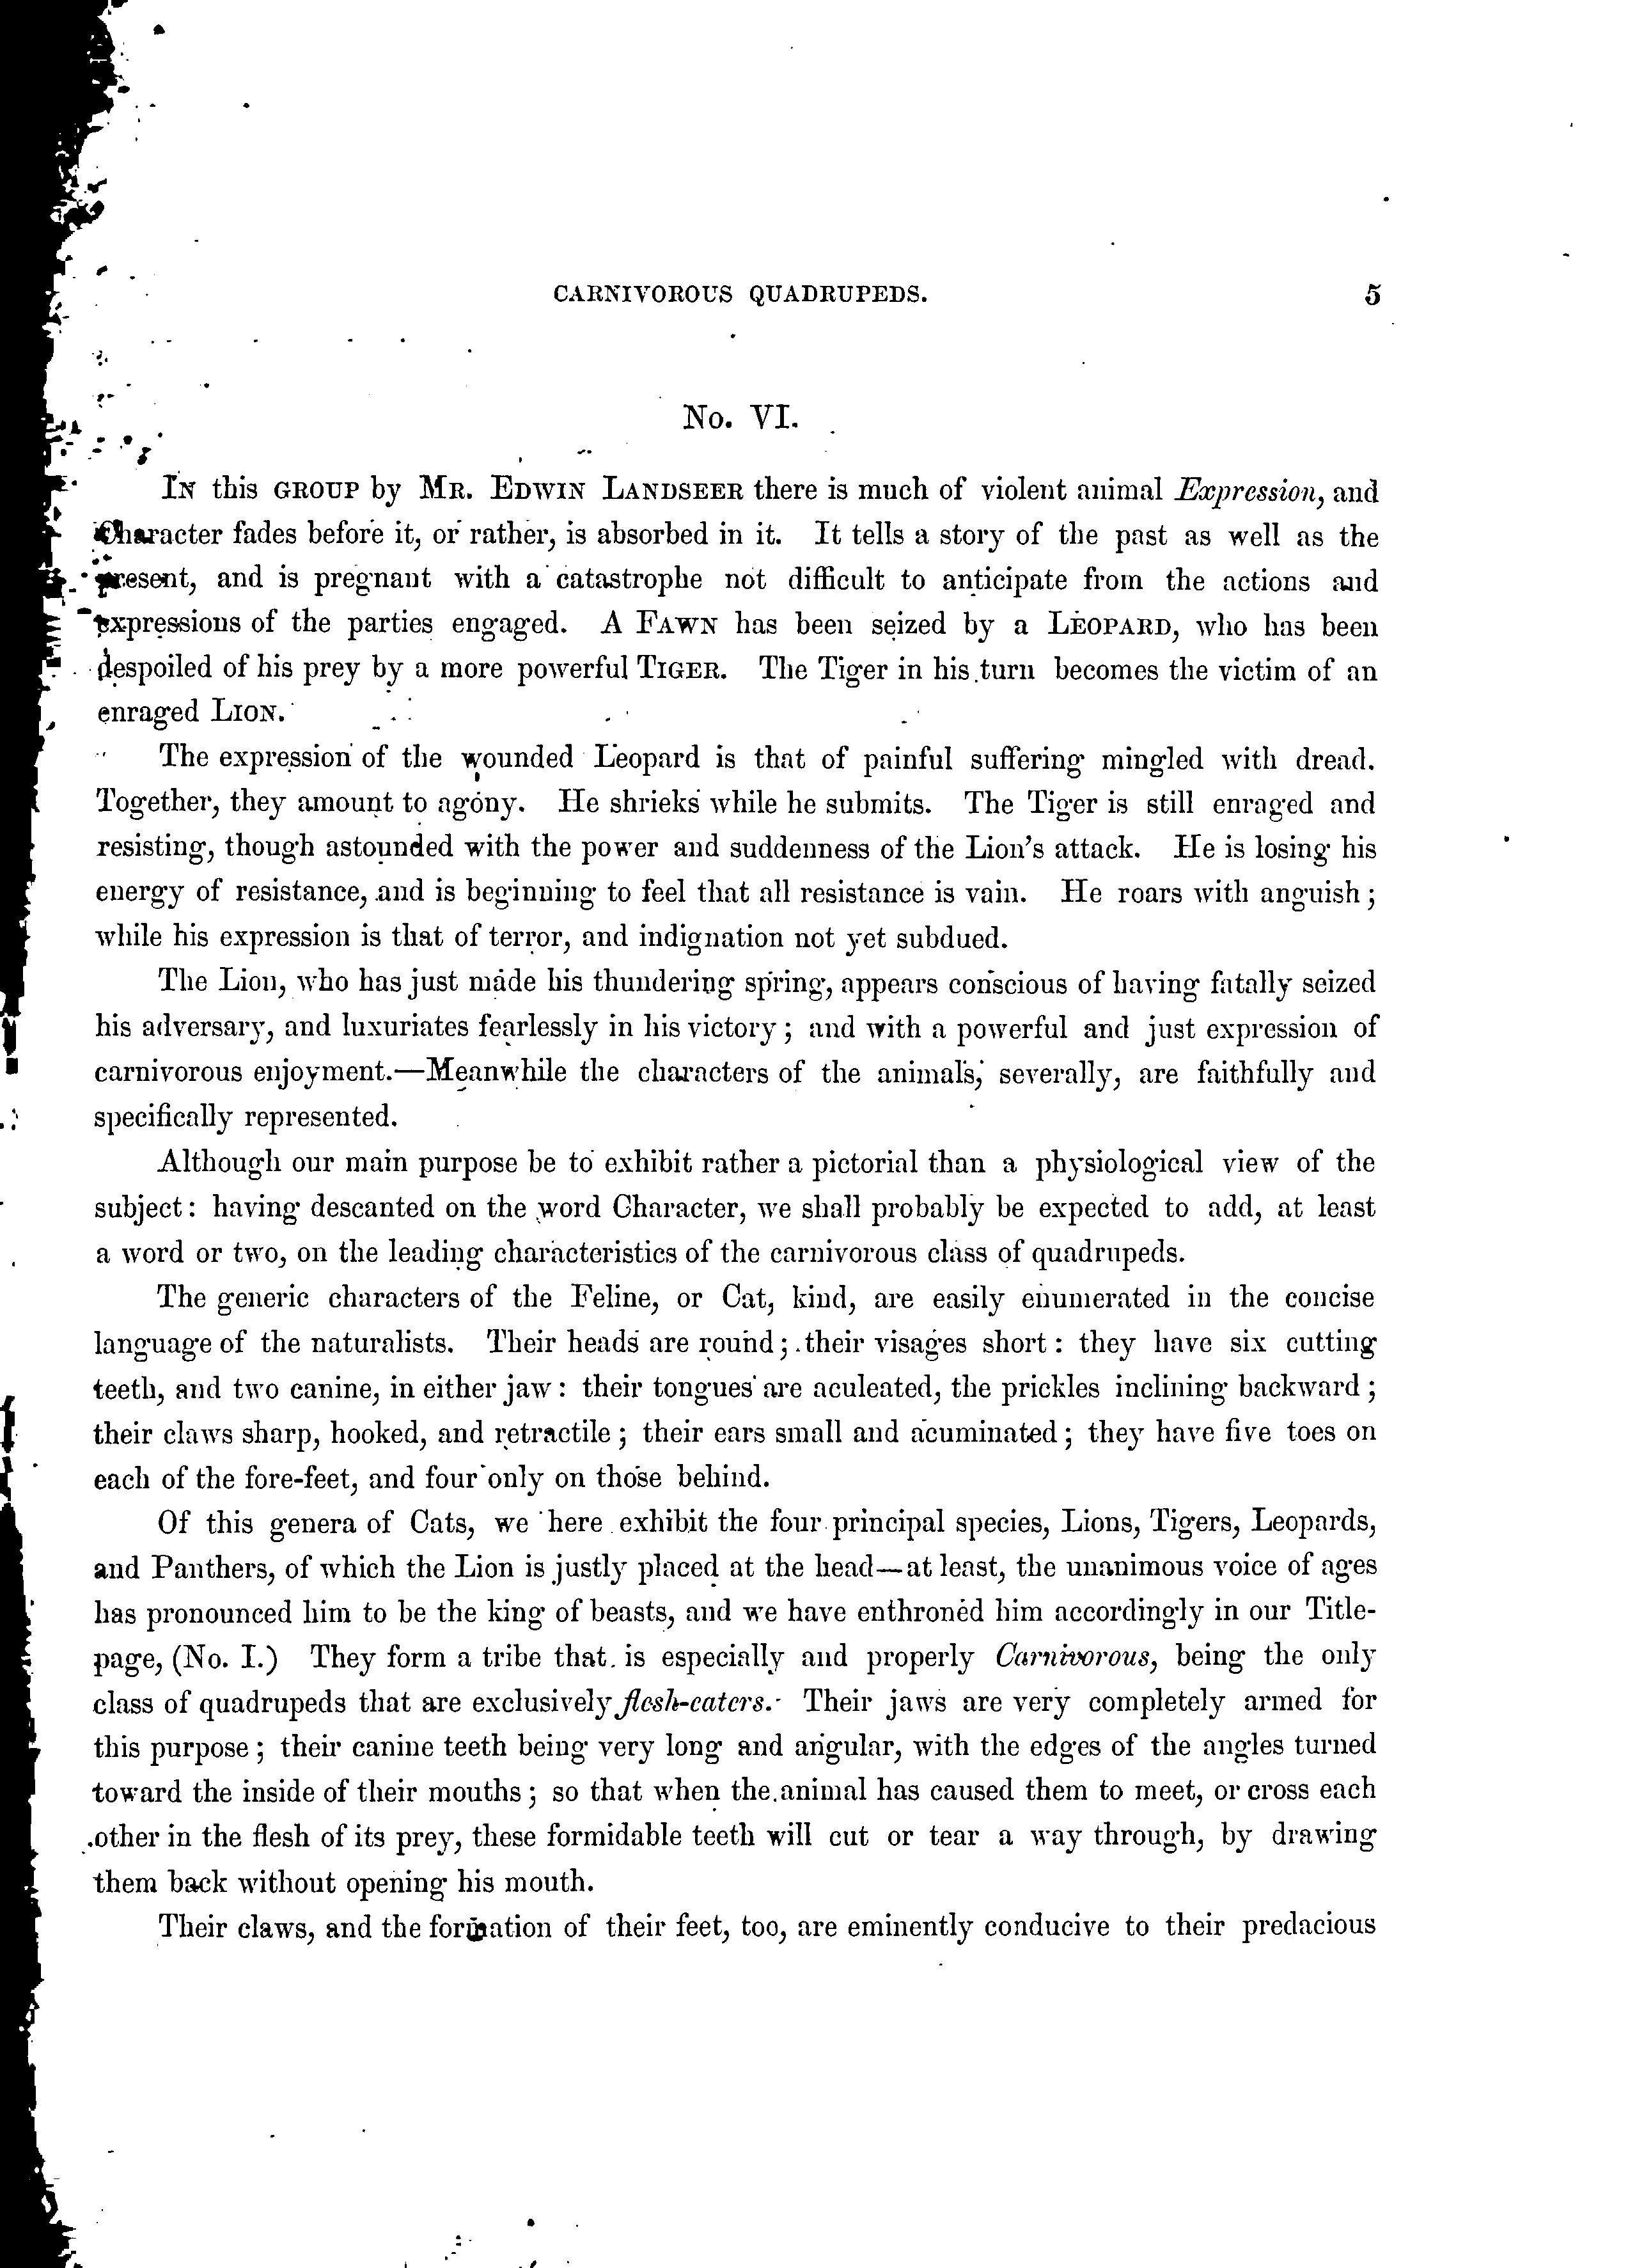 CARNIVOROUS QUADRUPEDS. 5
No. VI.
IN this GROUP by MR. EDWIN LANDSEER there is much of violent animal Expression, and
Character fades before it, or rather, is absorbed in it. It tells a story of the past as well as the
present, and is pregnant with a catastrophe not difficult to anticipate from the actions and
expressions of the parties engaged. A FAWN has been seized by a LEOPARD, who has been
despoiled of his prey by a more powerful TIGER. The Tiger in his turn becomes the victim of an
enraged LION.
The expression of the wounded Leopard is that of painful suffering mingled with dread.
Together, they amount to agony. He shrieks while he submits. The Tiger is still enraged and
resisting, though astounded with the power and suddenness of the Lion's attack. He is losing his
energy of resistance, and is beginning to feel that all resistance is vain. He roars with anguish;
while his expression is that of terror, and indignation not yet subdued.
The Lion, who has just made his thundering spring, appears conscious of having fatally seized
his adversary, and luxuriates fearlessly in his victory; and with a powerful and just expression of
carnivorous enjoyment.—Meanwhile the characters of the animals, severally, are faithfully and
specifically represented.
Although our main purpose be to exhibit rather a pictorial than a physiological view of the
subject: having descanted on the word Character, we shall probably be expected to add, at least
a word or two, on the leading characteristics of the carnivorous class of quadrupeds.
The generic characters of the Feline, or Cat, kind, are easily enumerated in the concise
language of the naturalists. Their heads are round; their visages short: they have six cutting
teeth, and two canine, in either jaw: their tongues are aculeated, the prickles inclining backward;
their claws sharp, hooked, and retractile; their ears small and acuminated; they have five toes on
each of the fore-feet, and four only on those behind.
Of this genera of Cats, we here exhibit the four principal species, Lions, Tigers, Leopards,
and Panthers, of which the Lion is justly placed at the head—at least, the unanimous voice of ages
has pronounced him to be the king of beasts, and we have enthroned him accordingly in our Title-
page, (No. I.) They form a tribe that is especially and properly Carnivorous, being the only
class of quadrupeds that are exclusively flesh-eaters. Their jaws are very completely armed for
this purpose; their canine teeth being very long and angular, with the edges of the angles turned
toward the inside of their mouths; so that when the animal has caused them to meet, or cross each
other in the flesh of its prey, these formidable teeth will cut or tear a way through, by drawing
them back without opening his mouth.
Their claws, and the formation of their feet, too, are eminently conducive to their predacious